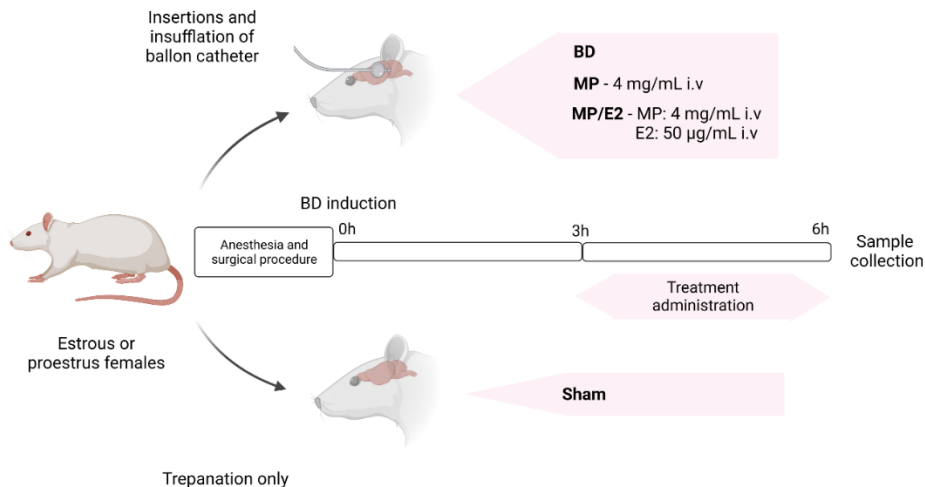 Insertions and
insufflation of
ballon catheter
BD
MP - 4 mg/mL i.v
MP/E2 - MP: 4 mg/mL i.v
E2: 50 µg/mL i.v
BD induction
0h
3h
6h
Anesthesia and
surgical procedure
Sample
collection
Treatment
administration
Estrous or
proestrus females
Sham
Trepanation only